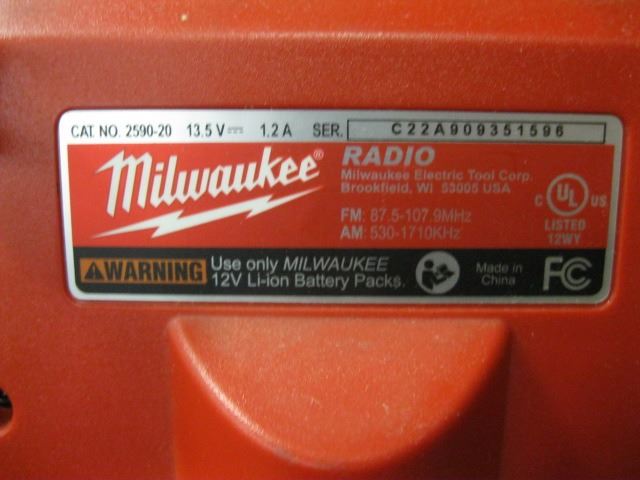 CAT. NO. 2590-20 13.5 V⎓ 1.2 A SER. C22A909351596
Milwaukee® RADIO
Milwaukee Electric Tool Corp.
Brookfield, WI 53005 USA
FM: 87.5-107.9MHz
AM: 530-1710KHz
C UL US
LISTED
12WY
WARNING Use only MILWAUKEE
12V Li-ion Battery Packs.
Made in
China
FC